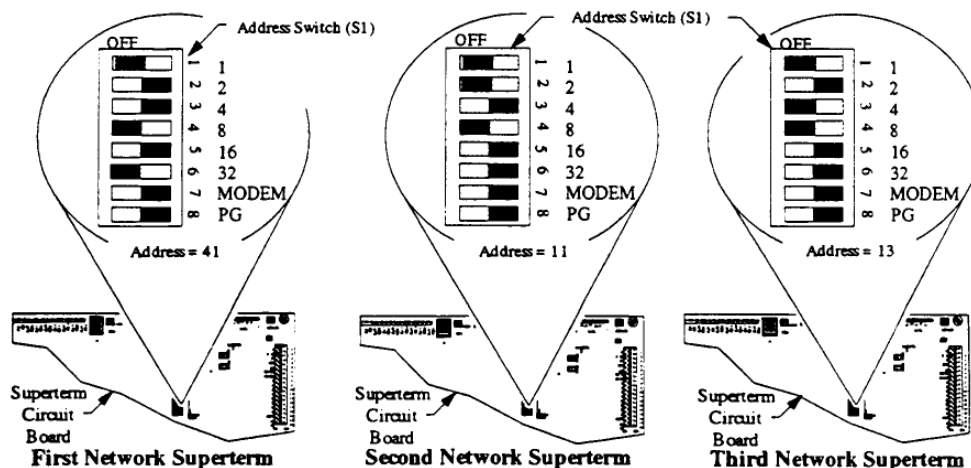 Address Switch (S1)
OFF
1 1
2 2
3 4
4 8
5 16
6 32
7 MODEM
8 PG
Address = 41
Superterm
Circuit
Board
First Network Superterm
Address Switch (S1)
OFF
1 1
2 2
3 4
4 8
5 16
6 32
7 MODEM
8 PG
Address = 11
Superterm
Circuit
Board
Second Network Superterm
OFF
1 1
2 2
3 4
4 8
5 16
6 32
7 MODEM
8 PG
Address = 13
Superterm
Circuit
Board
Third Network Superterm